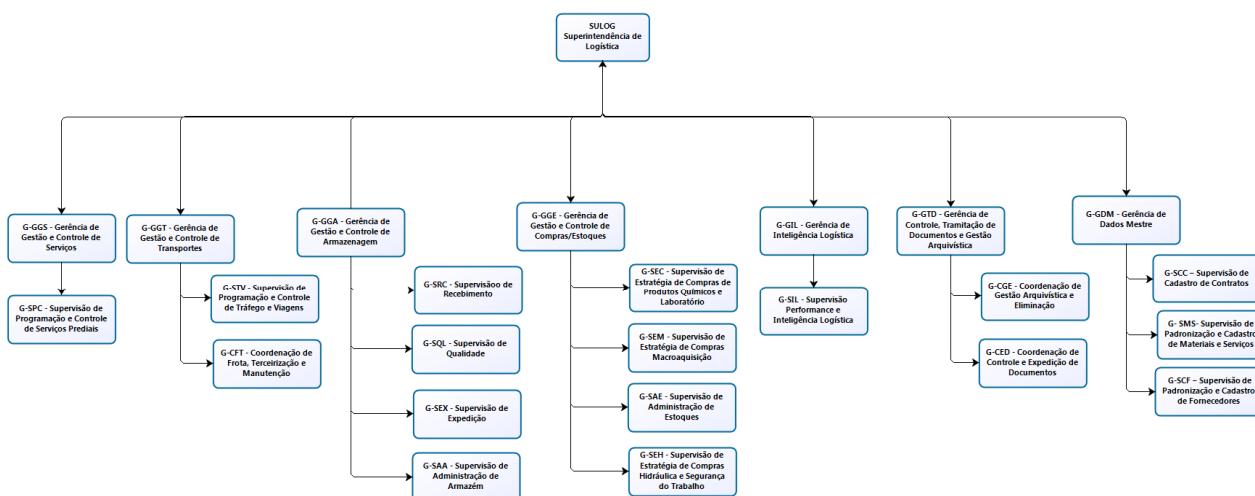 SULOG
Superintendência de
Logística
G-GGS - Gerência de
Gestão e Controle de
Serviços
G-SPC - Supervisão de
Programação e Controle
de Serviços Prediais
G-GGT - Gerência de
Gestão e Controle de
Transportes
G-STV - Supervisão de
Programação e Controle
de Tráfego e Viagens
G-CFT - Coordenação de
Frota, Terceirização e
Manutenção
G-GGA - Gerência de
Gestão e Controle de
Armazenagem
G-SRC - Supervisãoo de
Recebimento
G-SQL - Supervisão de
Qualidade
G-SEX - Supervisão de
Expedição
G-SAA - Supervisão de
Administração de
Armazém
G-GGE - Gerência de
Gestão e Controle de
Compras/Estoques
G-SEC - Supervisão de
Estratégia de Compras de
Produtos Químicos e
Laboratório
G-SEM - Supervisão de
Estratégia de Compras
Macroaquisição
G-SAE - Supervisão de
Administração de
Estoques
G-SEH - Supervisão de
Estratégia de Compras
Hidráulica e Segurança
do Trabalho
G-GIL - Gerência de
Inteligência Logística
G-SIL - Supervisão
Performance e
Inteligência Logística
G-GTD - Gerência de
Controle, Tramitação de
Documentos e Gestão
Arquivística
G-CGE - Coordenação de
Gestão Arquivística e
Eliminação
G-CED - Coordenação de
Controle e Expedição de
Documentos
G-GDM - Gerência de
Dados Mestre
G-SCC – Supervisão de
Cadastro de Contratos
G- SMS- Supervisão de
Padronização e Cadastro
de Materiais e Serviços
G-SCF – Supervisão de
Padronização e Cadastro
de Fornecedores